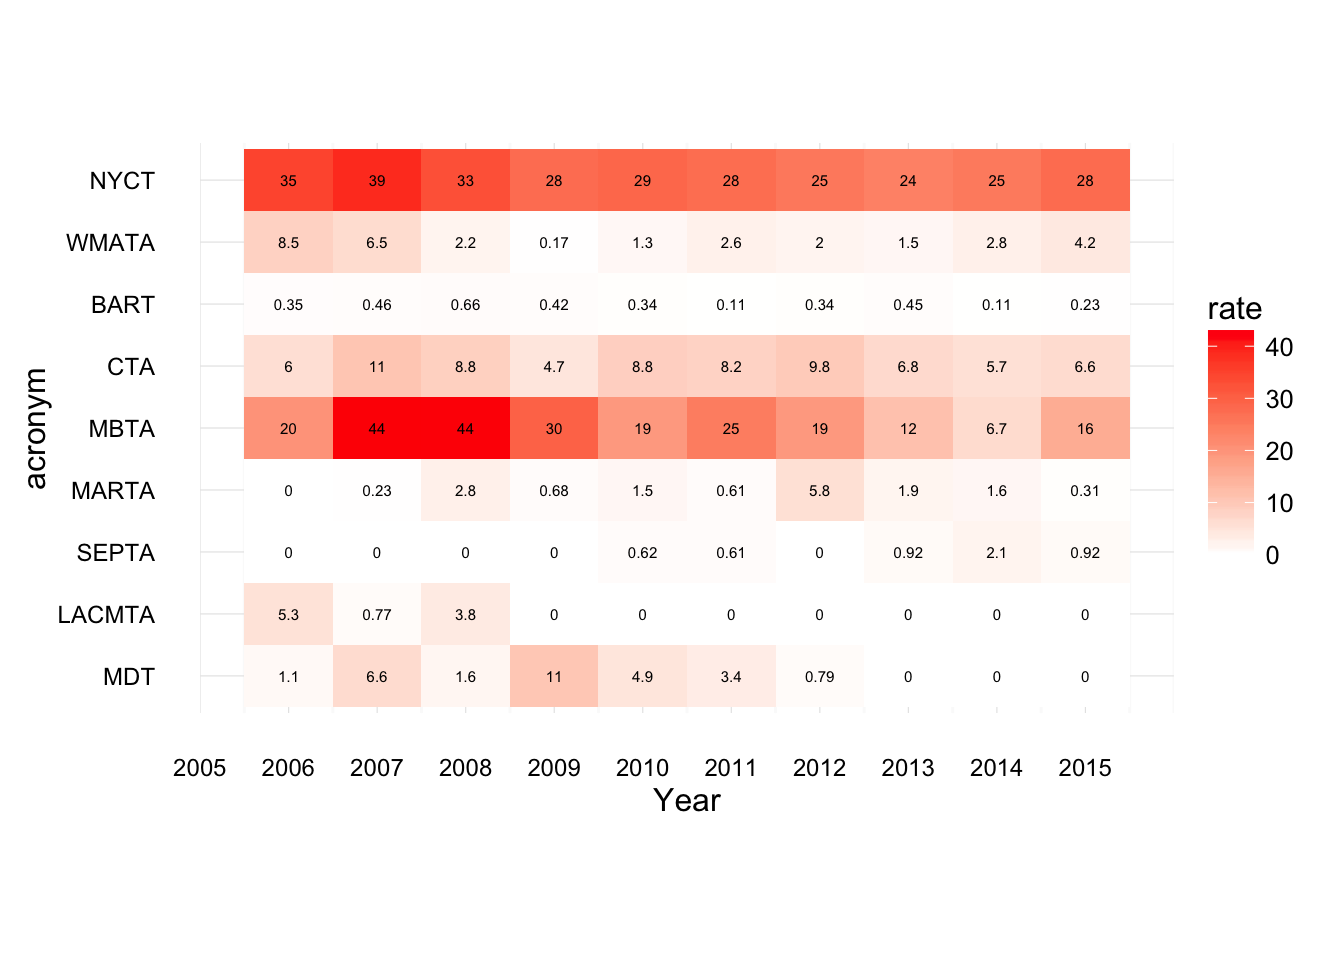 NYCT 35 39 33 28 29 28 25 24 25 28
WMATA 8.5 6.5 2.2 0.17 1.3 2.6 2 1.5 2.8 4.2
BART 0.35 0.46 0.66 0.42 0.34 0.11 0.34 0.45 0.11 0.23
CTA 6 11 8.8 4.7 8.8 8.2 9.8 6.8 5.7 6.6
MBTA 20 44 44 30 19 25 19 12 6.7 16
MARTA 0 0.23 2.8 0.68 1.5 0.61 5.8 1.9 1.6 0.31
SEPTA 0 0 0 0 0.62 0.61 0 0.92 2.1 0.92
LACMTA 5.3 0.77 3.8 0 0 0 0 0 0 0
MDT 1.1 6.6 1.6 11 4.9 3.4 0.79 0 0 0
2005 2006 2007 2008 2009 2010 2011 2012 2013 2014 2015
Year
acronym
rate
40
30
20
10
0